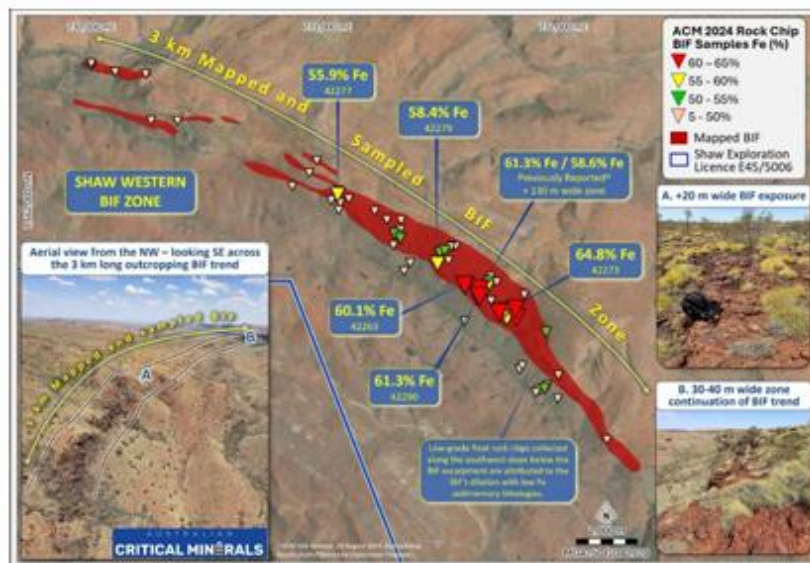 3 km Mapped and Sampled BIF Zone
55.9% Fe
42277
58.4% Fe
42275
61.3% Fe / 58.6% Fe
Previously Reported*
64.8% Fe
42273
60.1% Fe
42263
61.3% Fe
42290
SHAW WESTERN
BIF ZONE
ACM 2024 Rock Chip
BIF Samples Fe (%)
60 – 65%
55 – 60%
50 – 55%
5 – 50%
Mapped BIF
Shaw Exploration
Licence E45/5006
A. +20 m wide BIF exposure
B. 30-40 m wide zone
continuation of BIF trend
Aerial view from the NW – looking SE across
the 3 km long outcropping BIF trend
km Mapped and Sampled BIF
A
B
Low-grade float rock chips collected
along the southwest slope below the
BIF escarpment are attributed to the
BIF's dilution with low Fe
sedimentary lithologies.
AUSTRALIAN
CRITICAL MINERALS